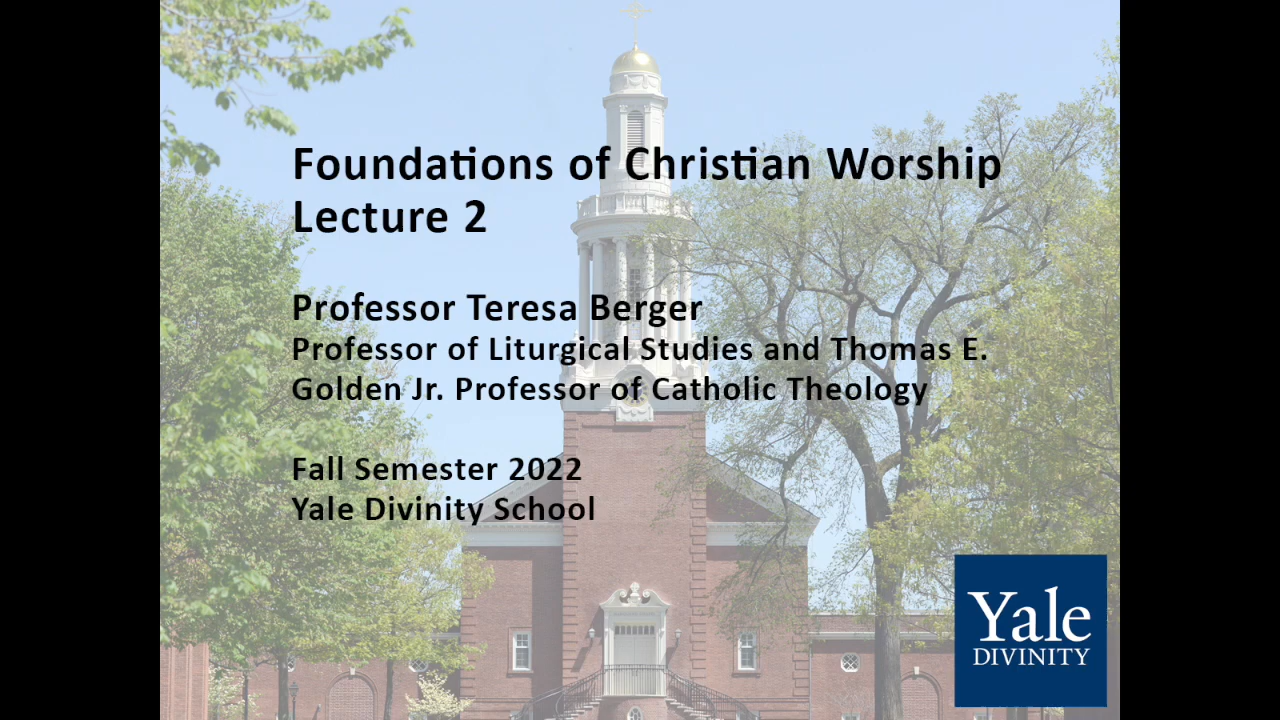 Foundations of Christian Worship
Lecture 2
Professor Teresa Berger
Professor of Liturgical Studies and Thomas E.
Golden Jr. Professor of Catholic Theology
Fall Semester 2022
Yale Divinity School
Yale
DIVINITY